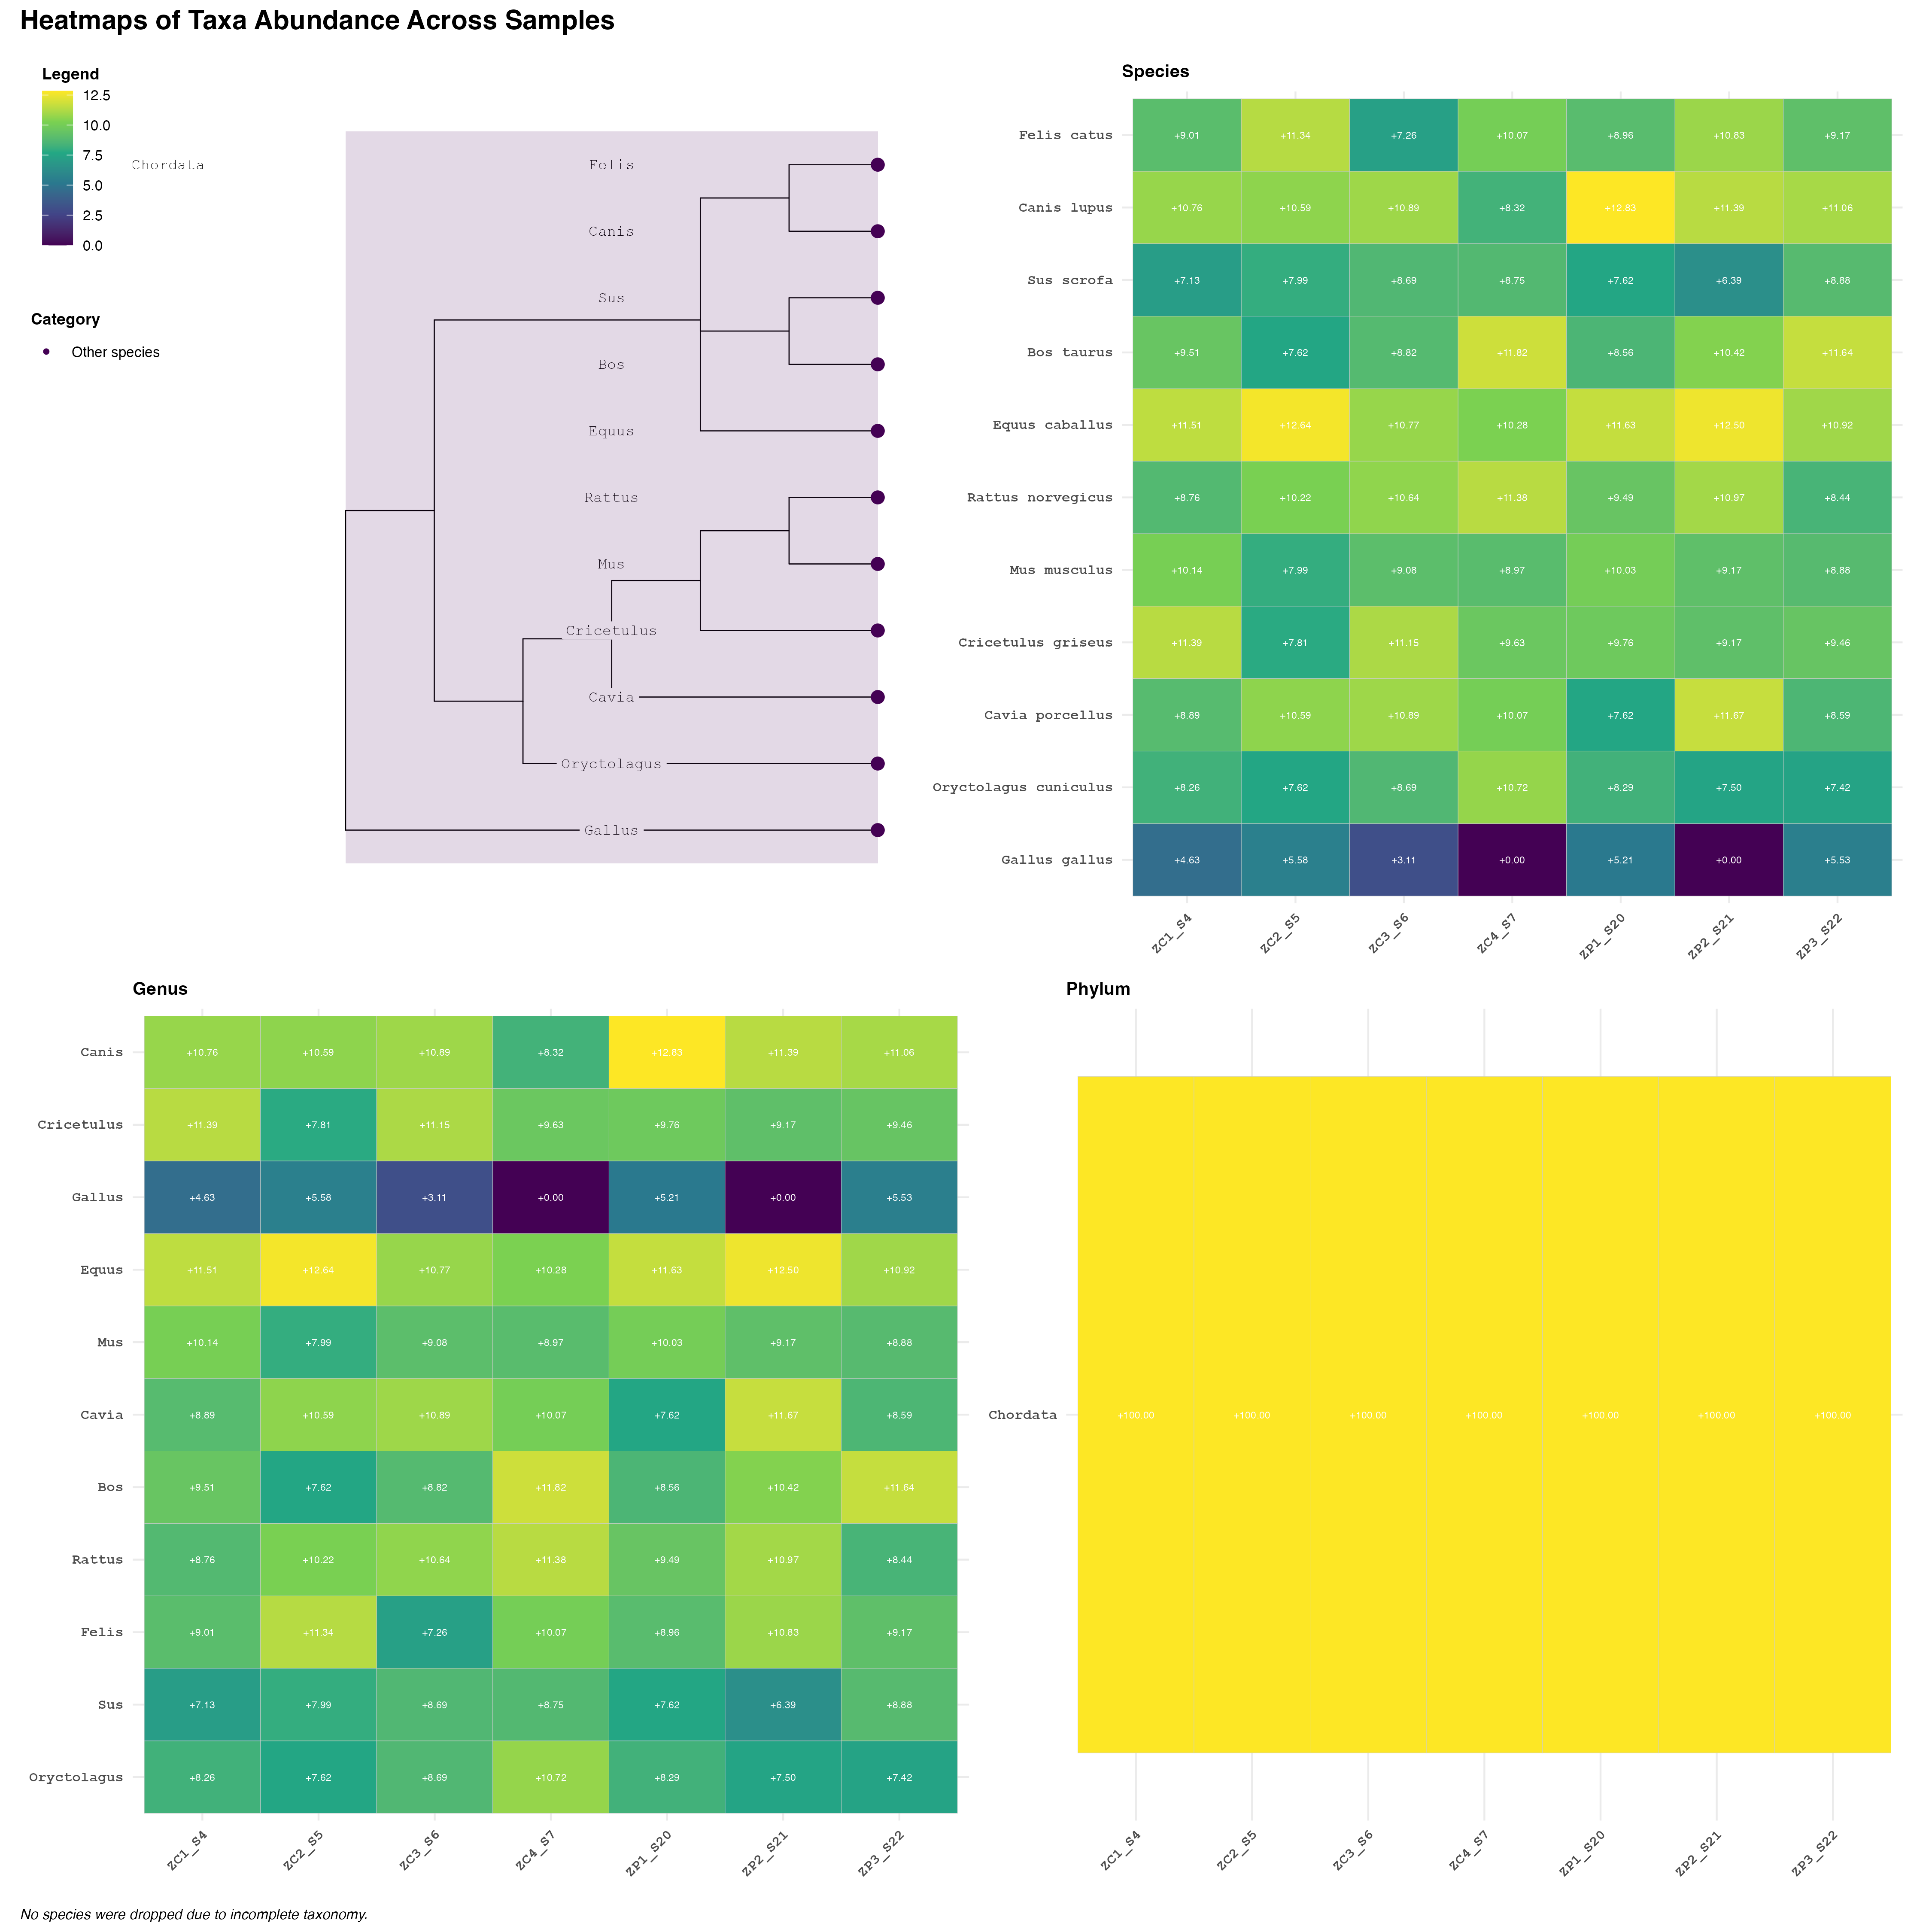 Heatmaps of Taxa Abundance Across Samples
Legend
12.5
10.0
7.5
5.0
2.5
0.0
Category
Other species
Chordata
Felis
Canis
Sus
Bos
Equus
Rattus
Mus
Cricetulus
Cavia
Oryctolagus
Gallus
Species
Felis catus +9.01 +11.34 +7.26 +10.07 +8.96 +10.83 +9.17
Canis lupus +10.76 +10.59 +10.89 +8.32 +12.83 +11.39 +11.06
Sus scrofa +7.13 +7.99 +8.69 +8.75 +7.62 +6.39 +8.88
Bos taurus +9.51 +7.62 +8.82 +11.82 +8.56 +10.42 +11.64
Equus caballus +11.51 +12.64 +10.77 +10.28 +11.63 +12.50 +10.92
Rattus norvegicus +8.76 +10.22 +10.64 +11.38 +9.49 +10.97 +8.44
Mus musculus +10.14 +7.99 +9.08 +8.97 +10.03 +9.17 +8.88
Cricetulus griseus +11.39 +7.81 +11.15 +9.63 +9.76 +9.17 +9.46
Cavia porcellus +8.89 +10.59 +10.89 +10.07 +7.62 +11.67 +8.59
Oryctolagus cuniculus +8.26 +7.62 +8.69 +10.72 +8.29 +7.50 +7.42
Gallus gallus +4.63 +5.58 +3.11 +0.00 +5.21 +0.00 +5.53
ZC1_S4 ZC2_S5 ZC3_S6 ZC4_S7 ZP1_S20 ZP2_S21 ZP3_S22
Genus
Canis +10.76 +10.59 +10.89 +8.32 +12.83 +11.39 +11.06
Cricetulus +11.39 +7.81 +11.15 +9.63 +9.76 +9.17 +9.46
Gallus +4.63 +5.58 +3.11 +0.00 +5.21 +0.00 +5.53
Equus +11.51 +12.64 +10.77 +10.28 +11.63 +12.50 +10.92
Mus +10.14 +7.99 +9.08 +8.97 +10.03 +9.17 +8.88
Cavia +8.89 +10.59 +10.89 +10.07 +7.62 +11.67 +8.59
Bos +9.51 +7.62 +8.82 +11.82 +8.56 +10.42 +11.64
Rattus +8.76 +10.22 +10.64 +11.38 +9.49 +10.97 +8.44
Felis +9.01 +11.34 +7.26 +10.07 +8.96 +10.83 +9.17
Sus +7.13 +7.99 +8.69 +8.75 +7.62 +6.39 +8.88
Oryctolagus +8.26 +7.62 +8.69 +10.72 +8.29 +7.50 +7.42
ZC1_S4 ZC2_S5 ZC3_S6 ZC4_S7 ZP1_S20 ZP2_S21 ZP3_S22
Phylum
Chordata +100.00 +100.00 +100.00 +100.00 +100.00 +100.00 +100.00
ZC1_S4 ZC2_S5 ZC3_S6 ZC4_S7 ZP1_S20 ZP2_S21 ZP3_S22
No species were dropped due to incomplete taxonomy.